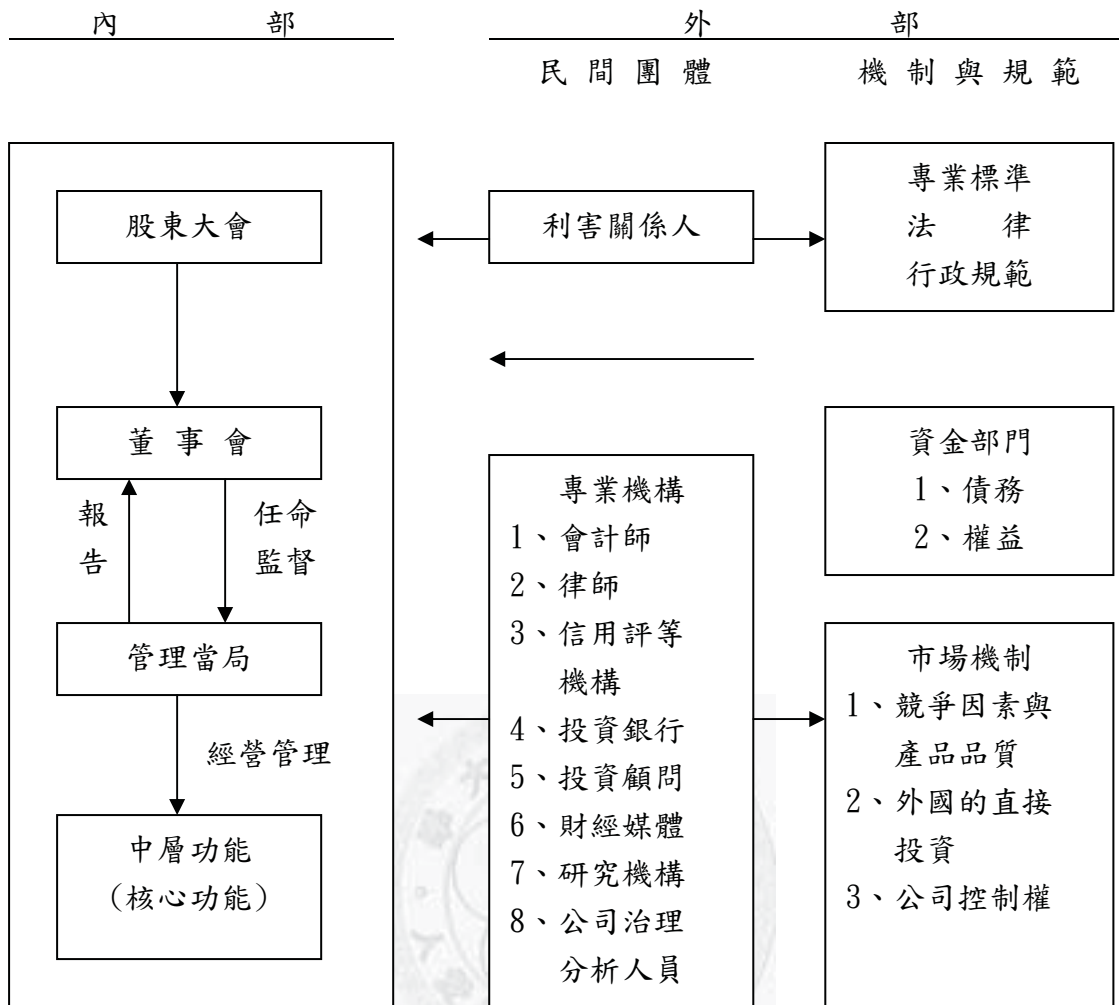 內 部
外 部
民間團體
機制與規範
股東大會
董事會
報告
任命
監督
管理當局
經營管理
中層功能
(核心功能)
利害關係人
專業機構
1、會計師
2、律師
3、信用評等
機構
4、投資銀行
5、投資顧問
6、財經媒體
7、研究機構
8、公司治理
分析人員
專業標準
法 律
行政規範
資金部門
1、債務
2、權益
市場機制
1、競爭因素與
產品品質
2、外國的直接
投資
3、公司控制權